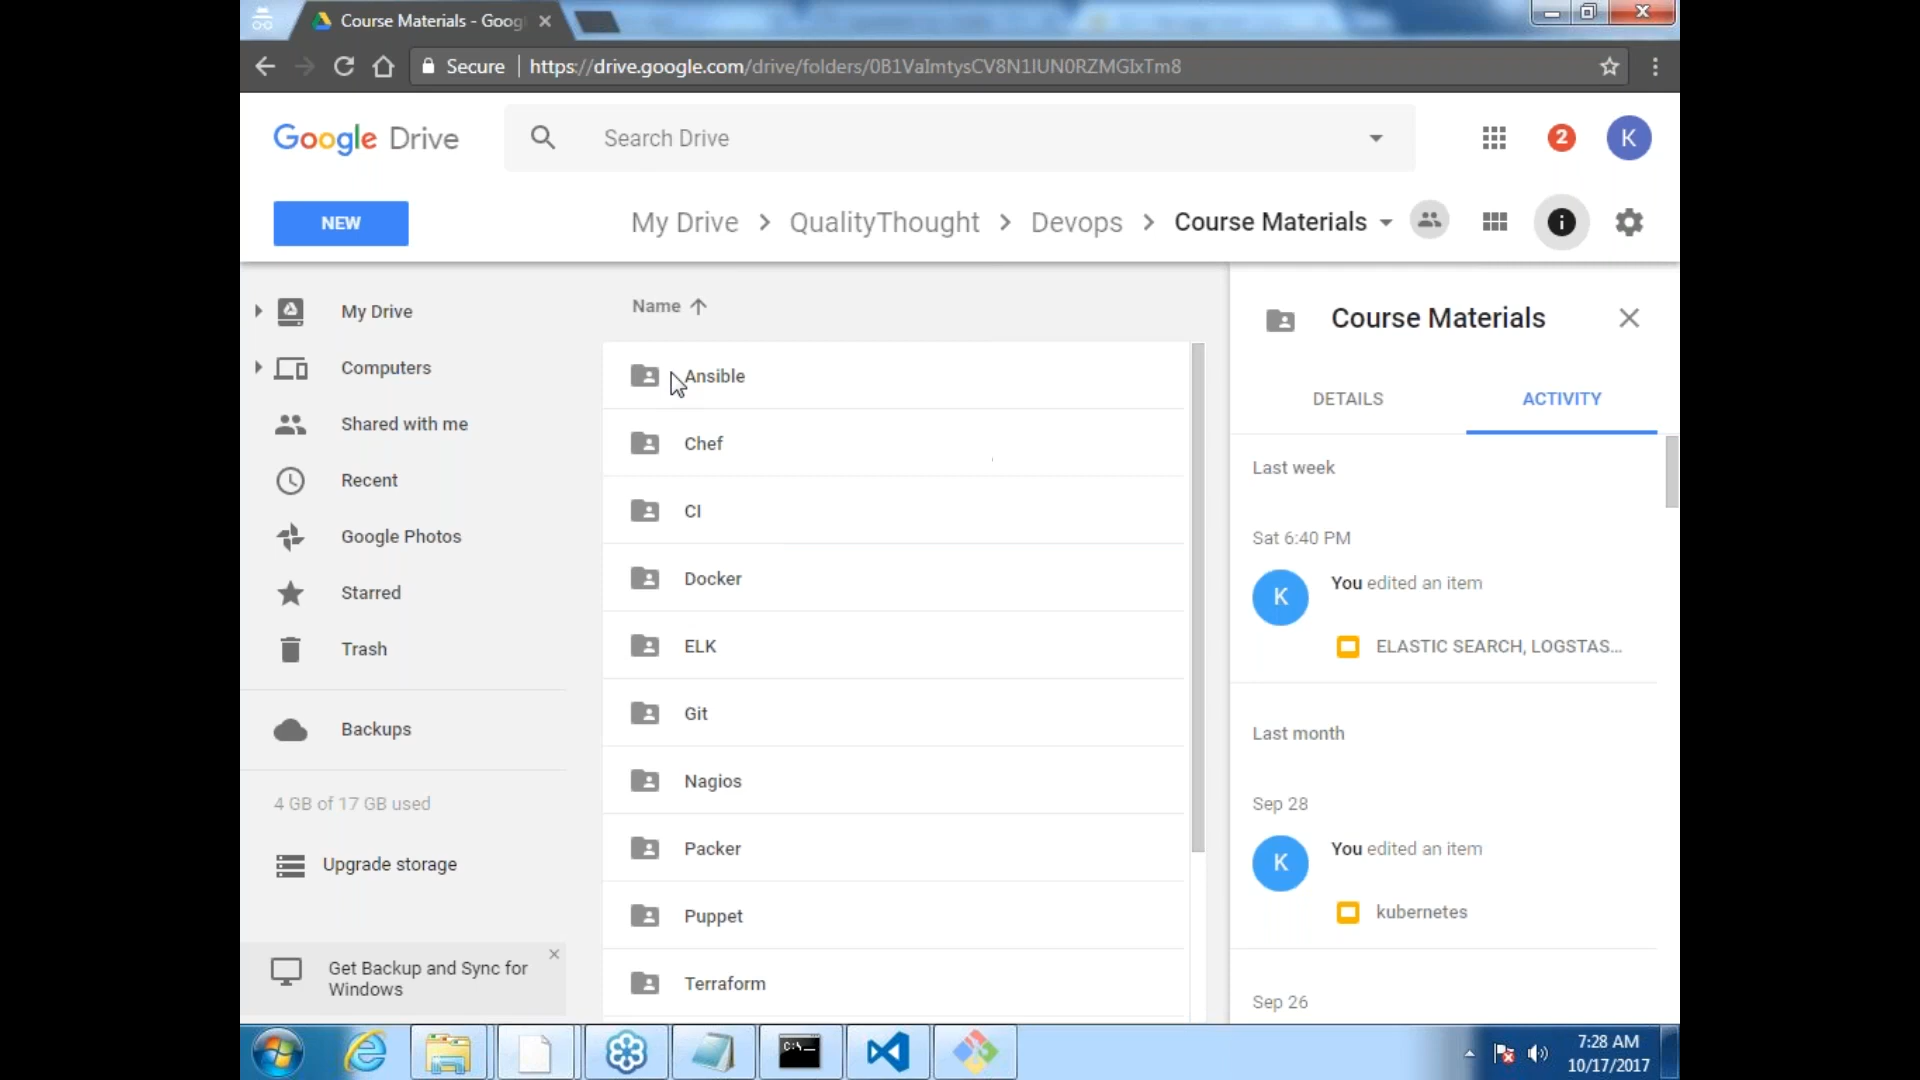 Course Materials - Goog
Secure
https://drive.google.com/drive/folders/0B1VaImtysCV8N1lUN0RZMGIxTm8
Google Drive
Search Drive
2
K
NEW
My Drive > QualityThought > Devops > Course Materials
My Drive
Computers
Shared with me
Recent
Google Photos
Starred
Trash
Backups
4 GB of 17 GB used
Upgrade storage
Get Backup and Sync for
Windows
Name
Ansible
Chef
CI
Docker
ELK
Git
Nagios
Packer
Puppet
Terraform
Course Materials
DETAILS
ACTIVITY
Last week
Sat 6:40 PM
K
You edited an item
ELASTIC SEARCH, LOGSTAS...
Last month
Sep 28
K
You edited an item
kubernetes
Sep 26
C:\_
7:28 AM
10/17/2017